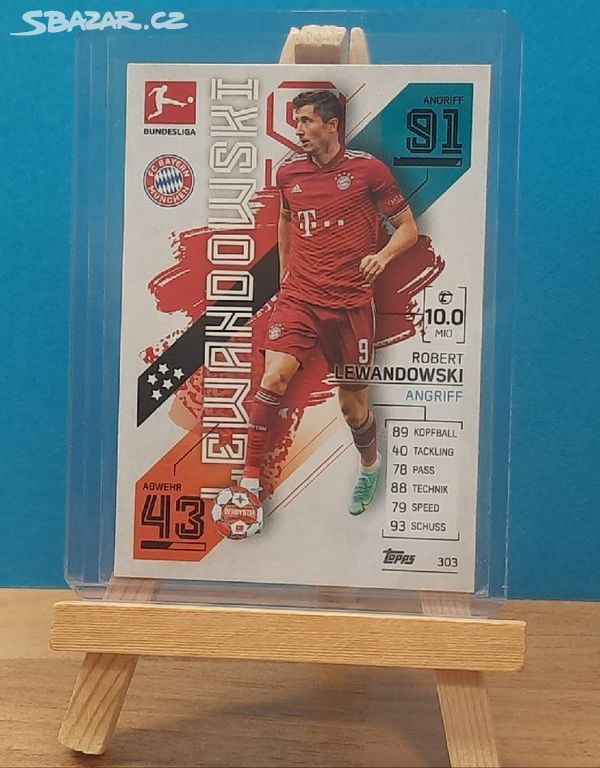 SBAZAR.CZ
BUNDESLIGA
FC BAYERN
MÜNCHEN
LEWANDOWSKI
ANGRIFF
91
T
9
10.0
MIO
ROBERT
LEWANDOWSKI
ANGRIFF
89 KOPFBALL
40 TACKLING
78 PASS
88 TECHNIK
79 SPEED
93 SCHUSS
ABWEHR
43
DERBYSTAR
Topps 303